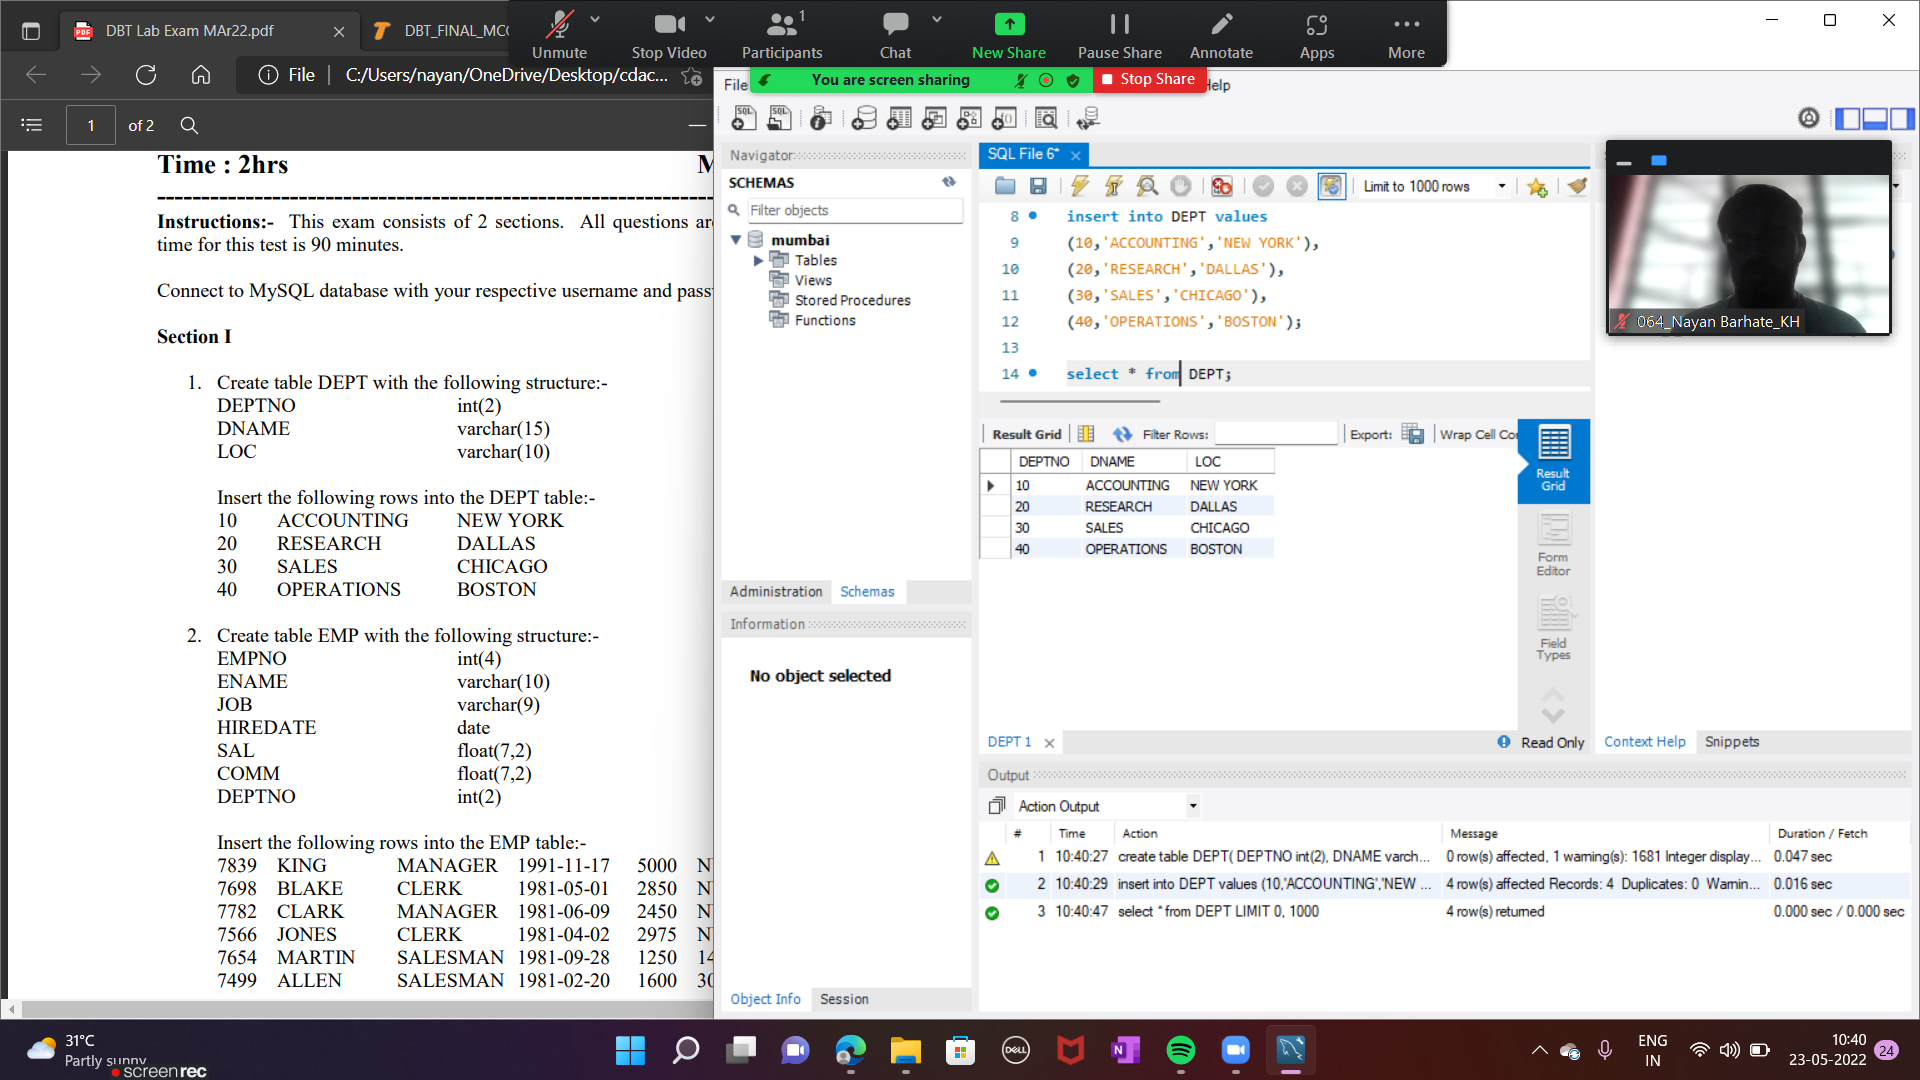 DBT Lab Exam MAr22.pdf
DBT_FINAL_MC
Unmute
Stop Video
Participants
1
Chat
New Share
Pause Share
Annotate
Apps
More
File
C:/Users/nayan/OneDrive/Desktop/cdac...
You are screen sharing
Stop Share
File
Help
1
of 2
Time : 2hrs
M
Instructions:- This exam consists of 2 sections. All questions ar
time for this test is 90 minutes.
Connect to MySQL database with your respective username and pass
Section I
1. Create table DEPT with the following structure:-
DEPTNO int(2)
DNAME varchar(15)
LOC varchar(10)
Insert the following rows into the DEPT table:-
10 ACCOUNTING NEW YORK
20 RESEARCH DALLAS
30 SALES CHICAGO
40 OPERATIONS BOSTON
2. Create table EMP with the following structure:-
EMPNO int(4)
ENAME varchar(10)
JOB varchar(9)
HIREDATE date
SAL float(7,2)
COMM float(7,2)
DEPTNO int(2)
Insert the following rows into the EMP table:-
7839 KING MANAGER 1991-11-17 5000 N
7698 BLAKE CLERK 1981-05-01 2850 N
7782 CLARK MANAGER 1981-06-09 2450 N
7566 JONES CLERK 1981-04-02 2975 N
7654 MARTIN SALESMAN 1981-09-28 1250 14
7499 ALLEN SALESMAN 1981-02-20 1600 30
Navigator
SCHEMAS
Filter objects
mumbai
Tables
Views
Stored Procedures
Functions
Administration
Schemas
Information
No object selected
Object Info
Session
SQL File 6*
Limit to 1000 rows
8 insert into DEPT values
9 (10,'ACCOUNTING','NEW YORK'),
10 (20,'RESEARCH','DALLAS'),
11 (30,'SALES','CHICAGO'),
12 (40,'OPERATIONS','BOSTON');
13
14 select * from DEPT;
Result Grid
Filter Rows:
Export:
Wrap Cell Co
DEPTNO DNAME LOC
10 ACCOUNTING NEW YORK
20 RESEARCH DALLAS
30 SALES CHICAGO
40 OPERATIONS BOSTON
Result
Grid
Form
Editor
Field
Types
DEPT 1
Read Only
064_Nayan Barhate_KH
Context Help
Snippets
Output
Action Output
# Time Action Message Duration / Fetch
1 10:40:27 create table DEPT( DEPTNO int(2), DNAME varch... 0 row(s) affected, 1 warning(s): 1681 Integer display... 0.047 sec
2 10:40:29 insert into DEPT values (10,'ACCOUNTING','NEW ... 4 row(s) affected Records: 4 Duplicates: 0 Warnin... 0.016 sec
3 10:40:47 select * from DEPT LIMIT 0, 1000 4 row(s) returned 0.000 sec / 0.000 sec
31°C
Partly sunny
screenrec
ENG
IN
10:40
23-05-2022
24